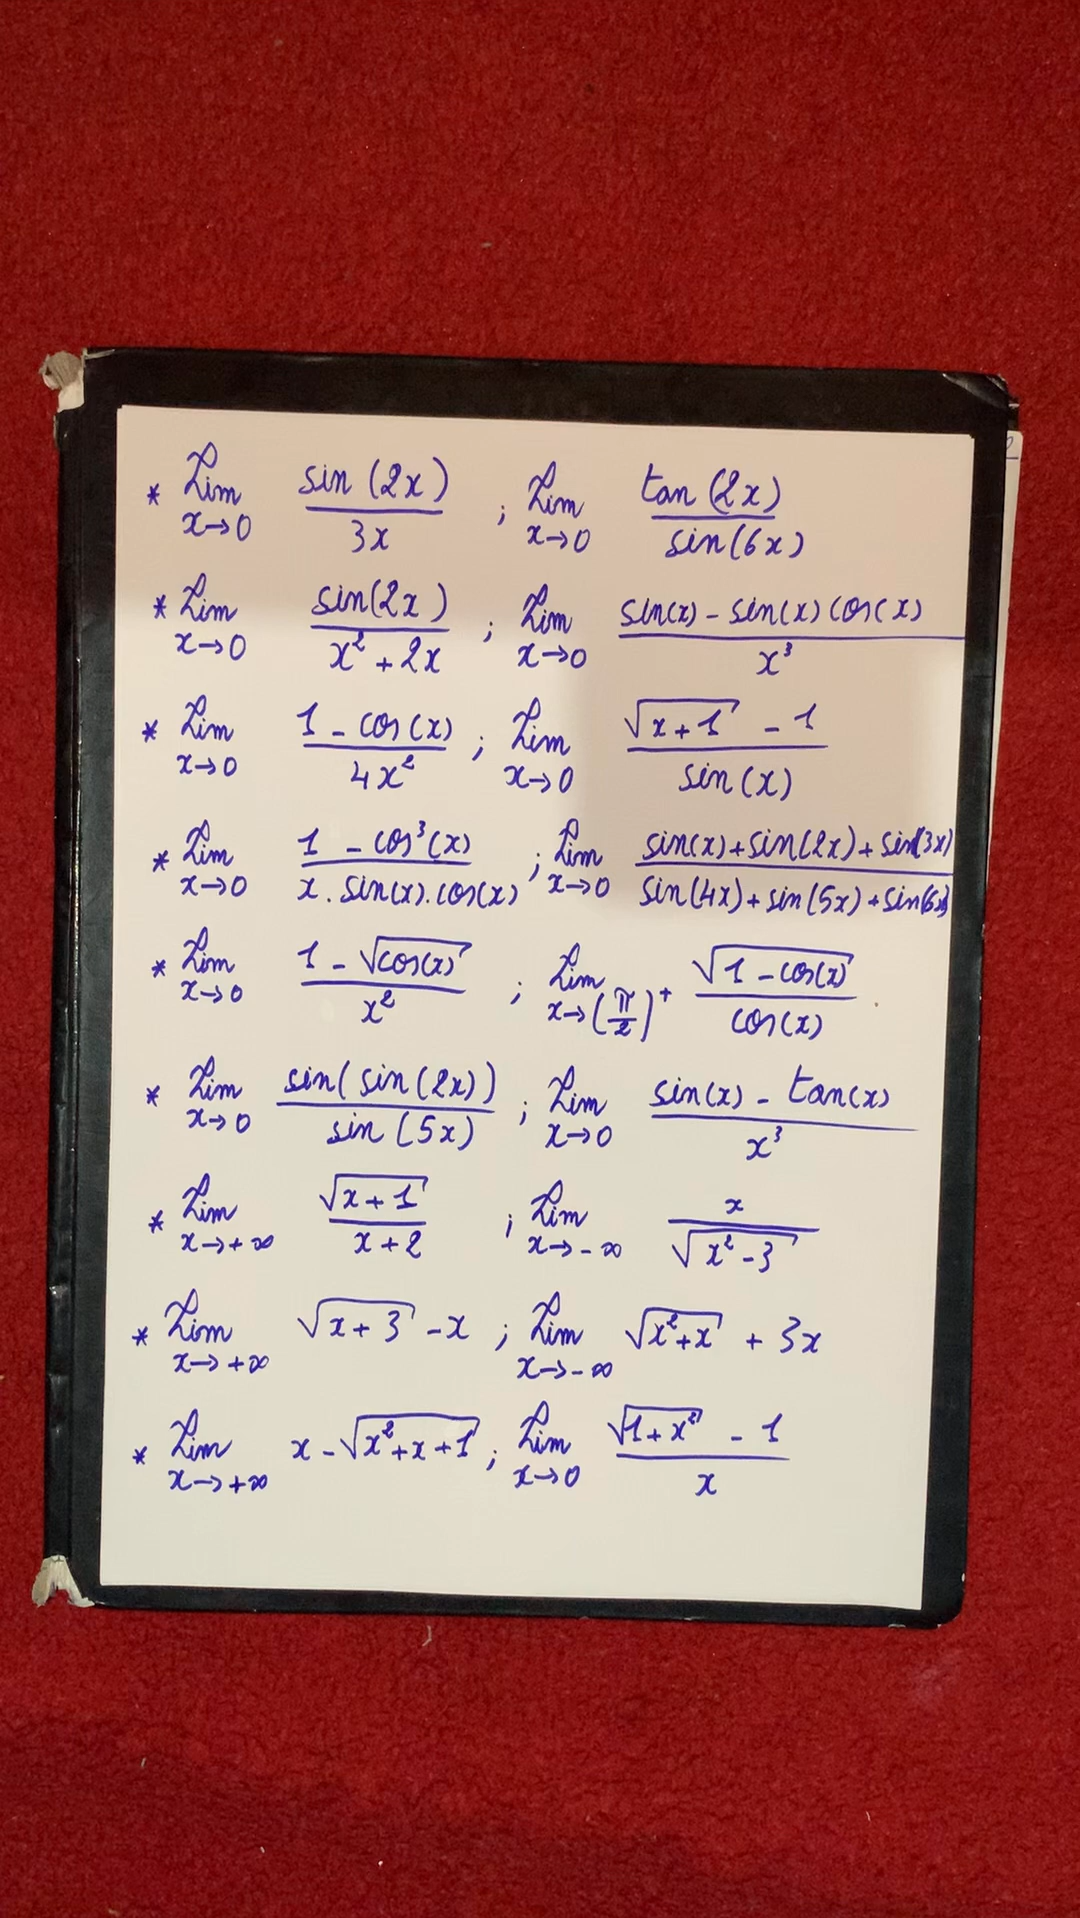 * Lim x→0 sin(2x)/3x ; Lim x→0 tan(2x)/sin(6x)
* Lim x→0 sin(2x)/(x²+2x) ; Lim x→0 (sin(x) - sin(x)cos(x))/x³
* Lim x→0 (1 - cos(x))/4x² ; Lim x→0 (√(x+1) - 1)/sin(x)
* Lim x→0 (1 - cos³(x))/(x.sin(x).cos(x)) ; Lim x→0 (sin(x)+sin(2x)+sin(3x))/(sin(4x)+sin(5x)+sin(6x))
* Lim x→0 (1 - √cos(x))/x² ; Lim x→(π/2)⁺ √(1 - cos(x))/cos(x)
* Lim x→0 sin(sin(2x))/sin(5x) ; Lim x→0 (sin(x) - tan(x))/x³
* Lim x→+∞ √(x+1)/(x+2) ; Lim x→-∞ x/√(x²-3)
* Lim x→+∞ √(x+3) - x ; Lim x→-∞ √(x²+x) + 3x
* Lim x→+∞ x - √(x²+x+1) ; Lim x→0 (√(1+x²) - 1)/x